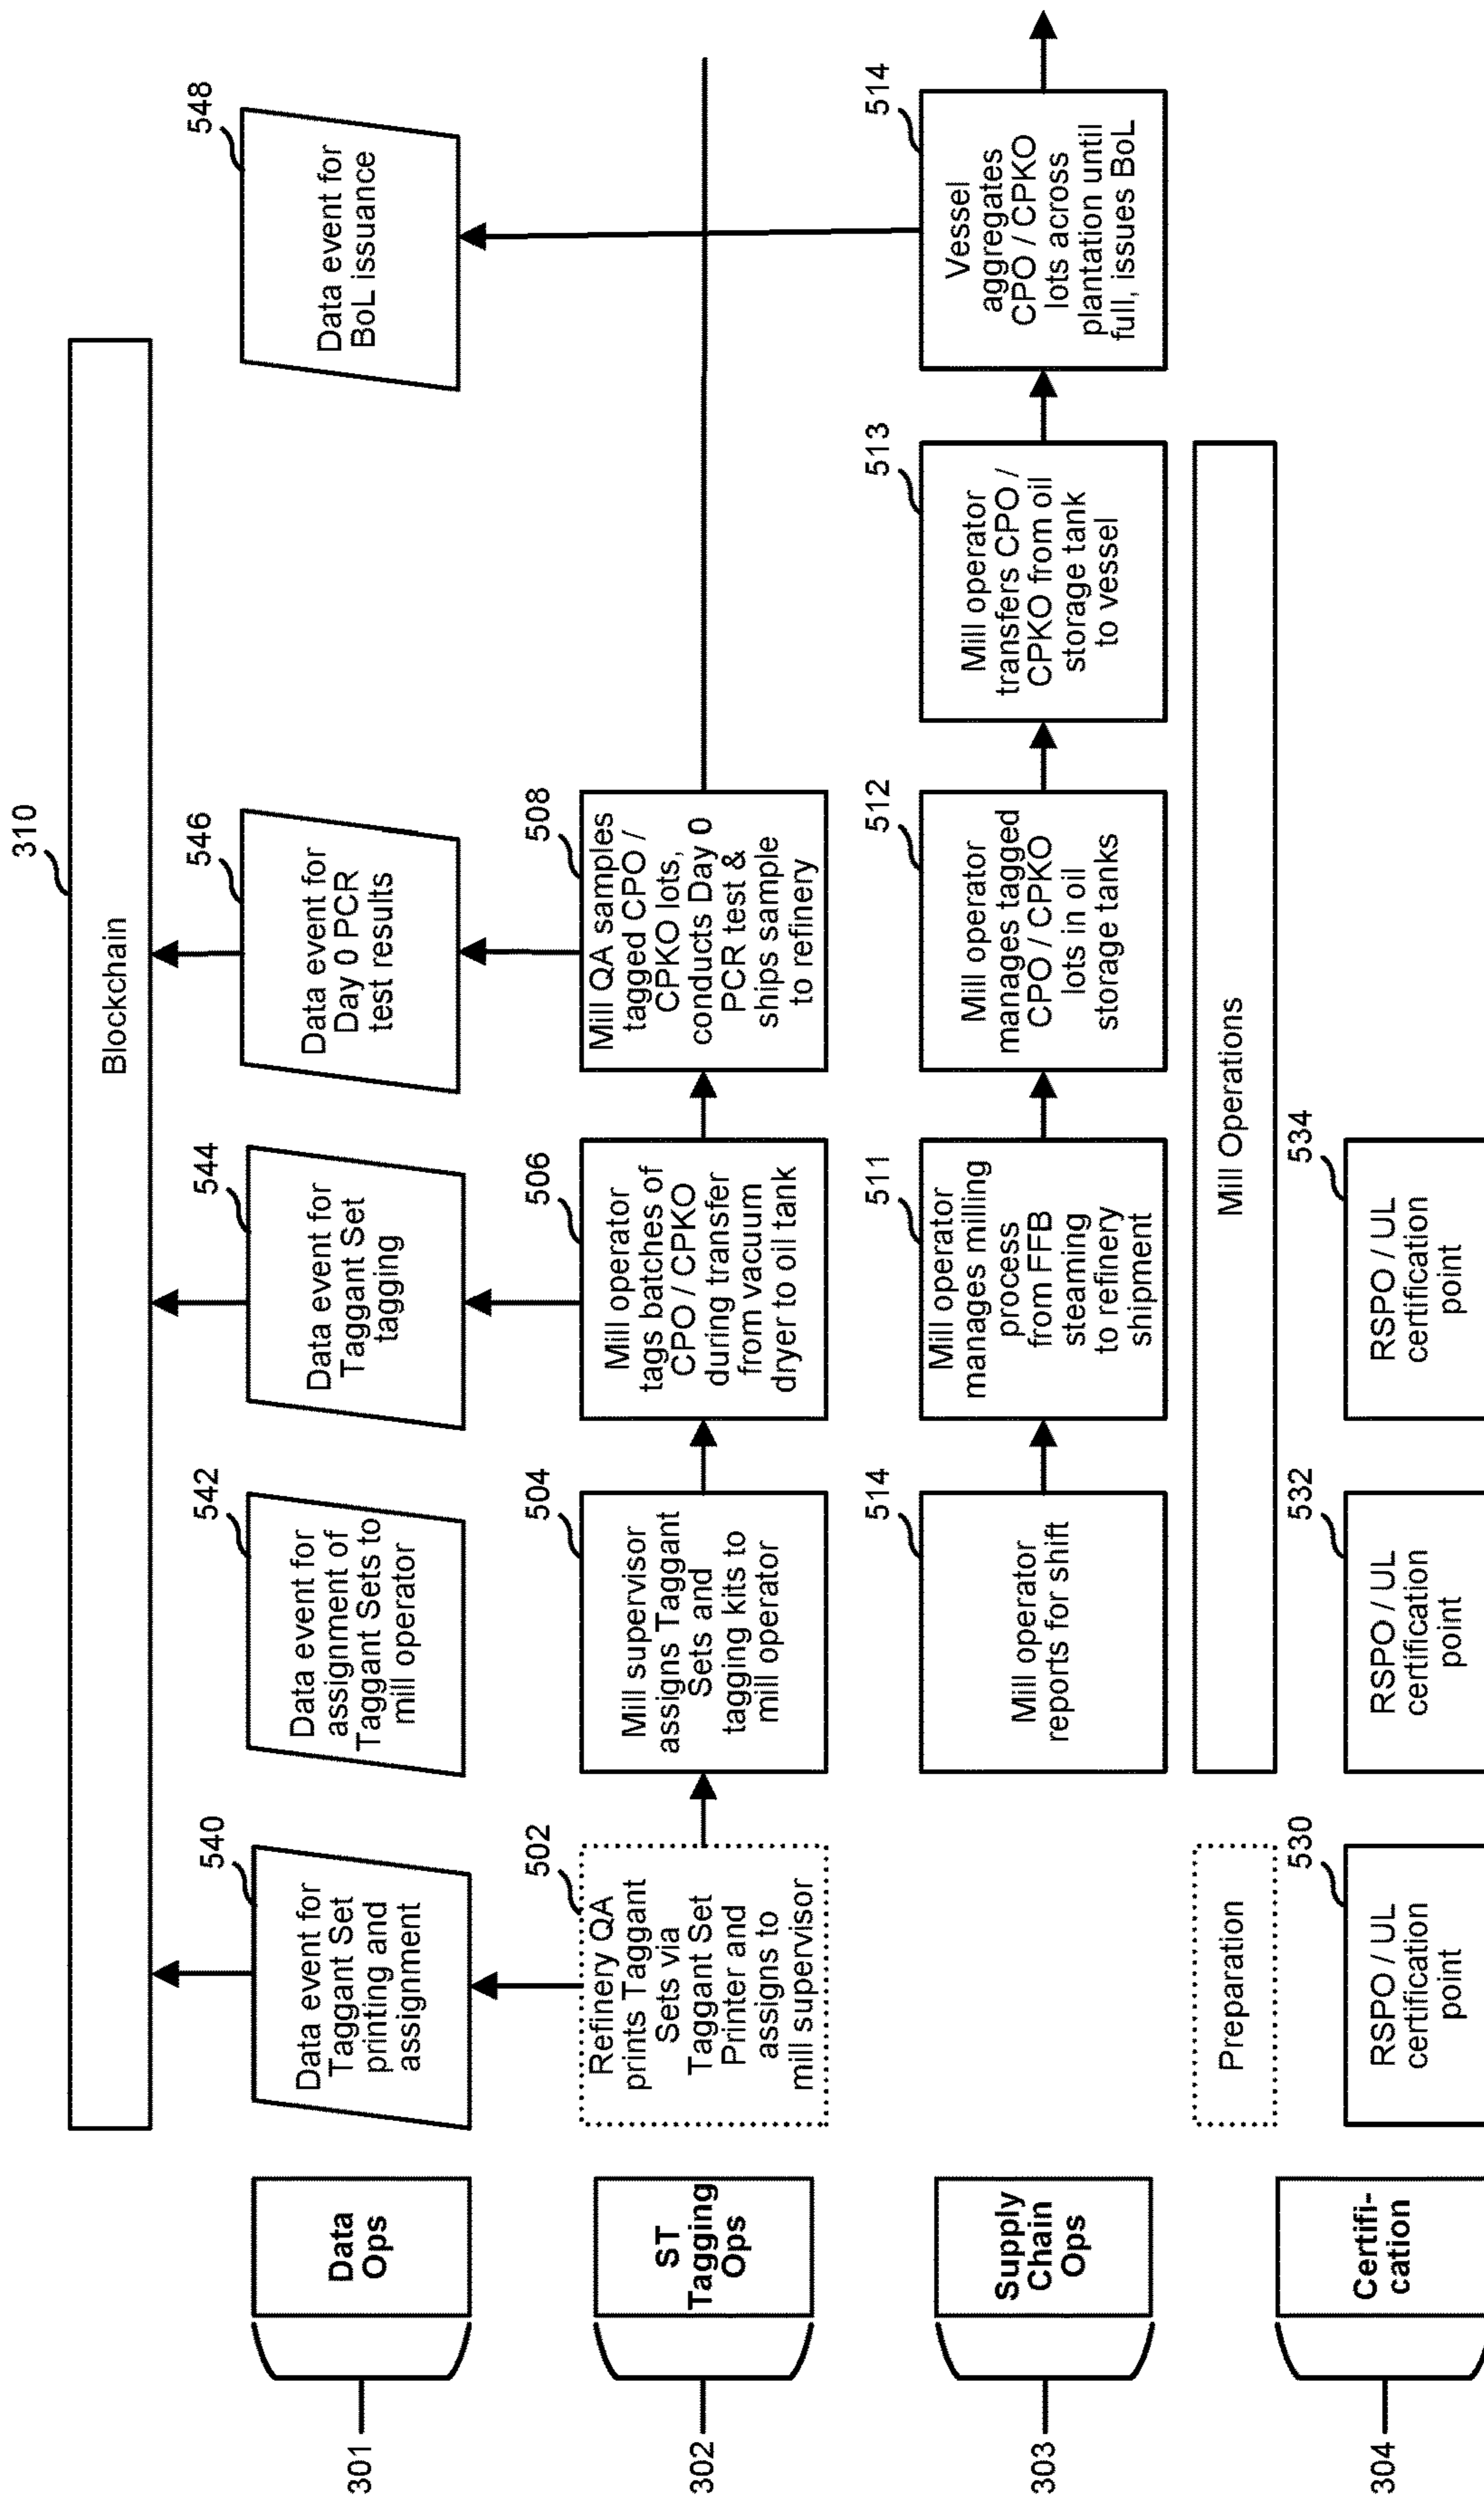 310
Blockchain
301
Data
Ops
540
Data event for
Taggant Set
printing and
assignment
542
Data event for
assignment of
Taggant Sets to
mill operator
544
Data event for
Taggant Set
tagging
546
Data event for
Day 0 PCR
test results
548
Data event for
BoL issuance
302
ST
Tagging
Ops
502
Refinery QA
prints Taggant
Sets via
Taggant Set
Printer and
assigns to
mill supervisor
504
Mill supervisor
assigns Taggant
Sets and
tagging kits to
mill operator
506
Mill operator
tags batches of
CPO / CPKO
during transfer
from vacuum
dryer to oil tank
508
Mill QA samples
tagged CPO /
CPKO lots,
conducts Day 0
PCR test &
ships sample
to refinery
303
Supply
Chain
Ops
514
Mill operator
reports for shift
511
Mill operator
manages milling
process
from FFB
steaming
to refinery
shipment
512
Mill operator
manages tagged
CPO / CPKO
lots in oil
storage tanks
513
Mill operator
transfers CPO /
CPKO from oil
storage tank
to vessel
514
Vessel
aggregates
CPO / CPKO
lots across
plantation until
full, issues BoL
Preparation
Mill Operations
304
Certifi-
cation
530
RSPO / UL
certification
point
532
RSPO / UL
certification
point
534
RSPO / UL
certification
point